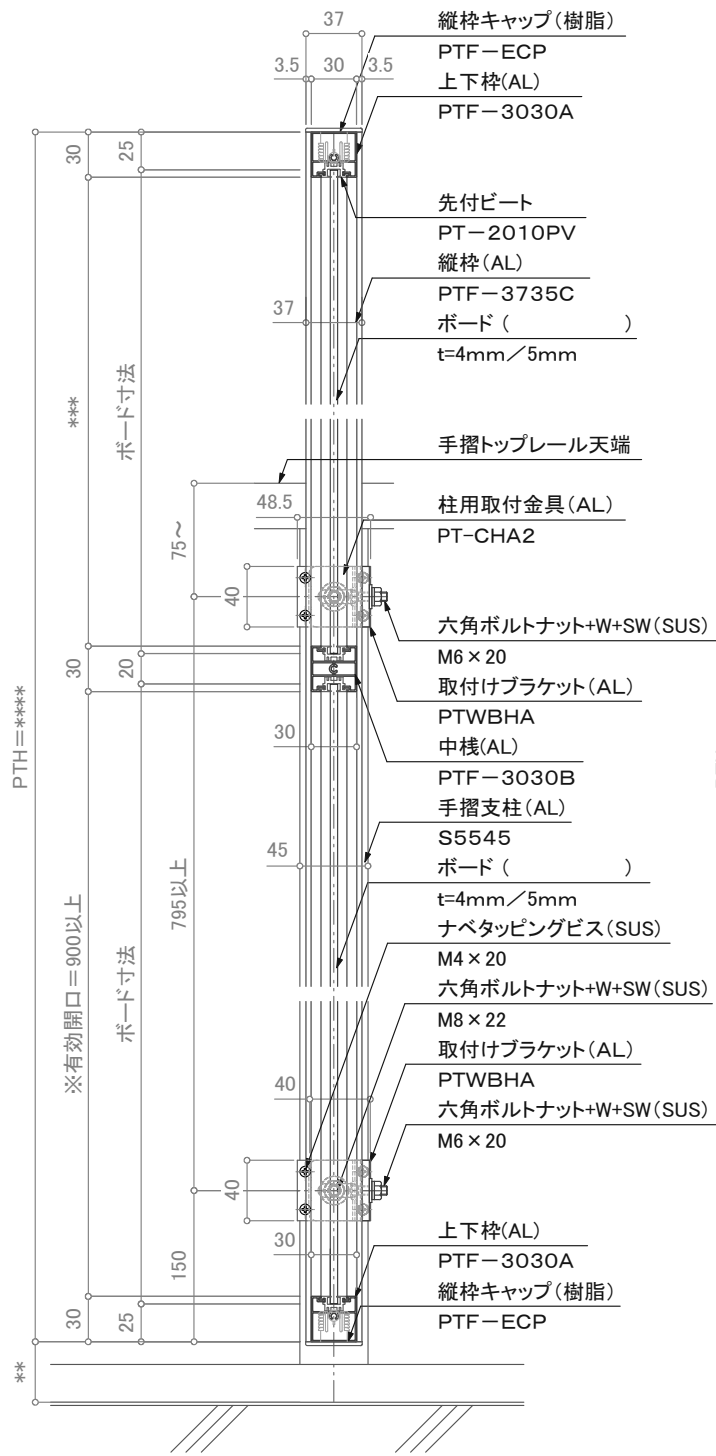 37
3.5
30
3.5
縦枠キャップ(樹脂)
PTF-ECP
上下枠(AL)
PTF-3030A
30
25
先付ビート
PT-2010PV
縦枠(AL)
PTF-3735C
37
ボード ( )
t=4mm/5mm
***
ボード寸法
手摺トップレール天端
48.5
柱用取付金具(AL)
PT-CHA2
75~
40
六角ボルトナット+W+SW(SUS)
M6×20
30
20
取付けブラケット(AL)
PTWBHA
30
中桟(AL)
PTF-3030B
PTH=****
手摺支柱(AL)
S5545
45
ボード ( )
t=4mm/5mm
795以上
※有効開口=900以上
ボード寸法
ナベタッピングビス(SUS)
M4×20
六角ボルトナット+W+SW(SUS)
M8×22
取付けブラケット(AL)
PTWBHA
40
六角ボルトナット+W+SW(SUS)
M6×20
40
150
30
上下枠(AL)
PTF-3030A
縦枠キャップ(樹脂)
PTF-ECP
30
25
**